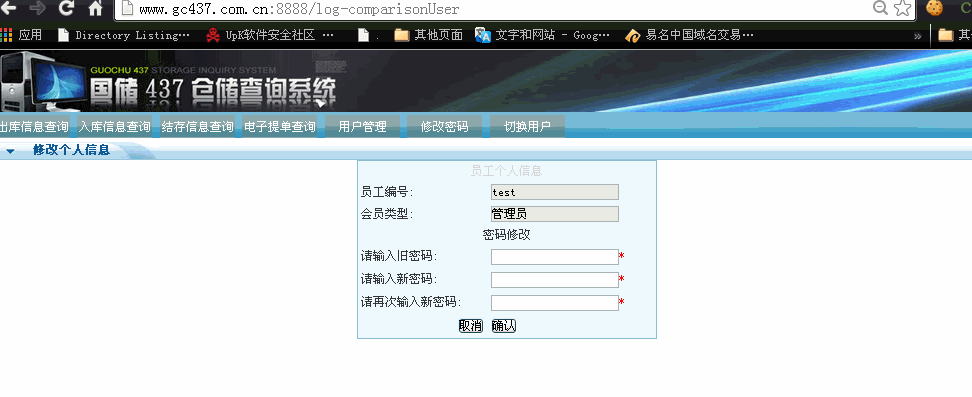 www.gc437.com.cn:8888/log-comparisonUser
应用 Directory Listing… UpK软件安全社区 … . 其他页面 文字和网站 - Goog… 易名中国域名交易… » 其
GUOCHU 437 STORAGE INQUIRY SYSTEM
国储 437 仓储查询系统
出库信息查询 入库信息查询 结存信息查询 电子提单查询 用户管理 修改密码 切换用户
修改个人信息
员工个人信息
员工编号: test
会员类型: 管理员
密码修改
请输入旧密码: *
请输入新密码: *
请再次输入新密码: *
取消 确认